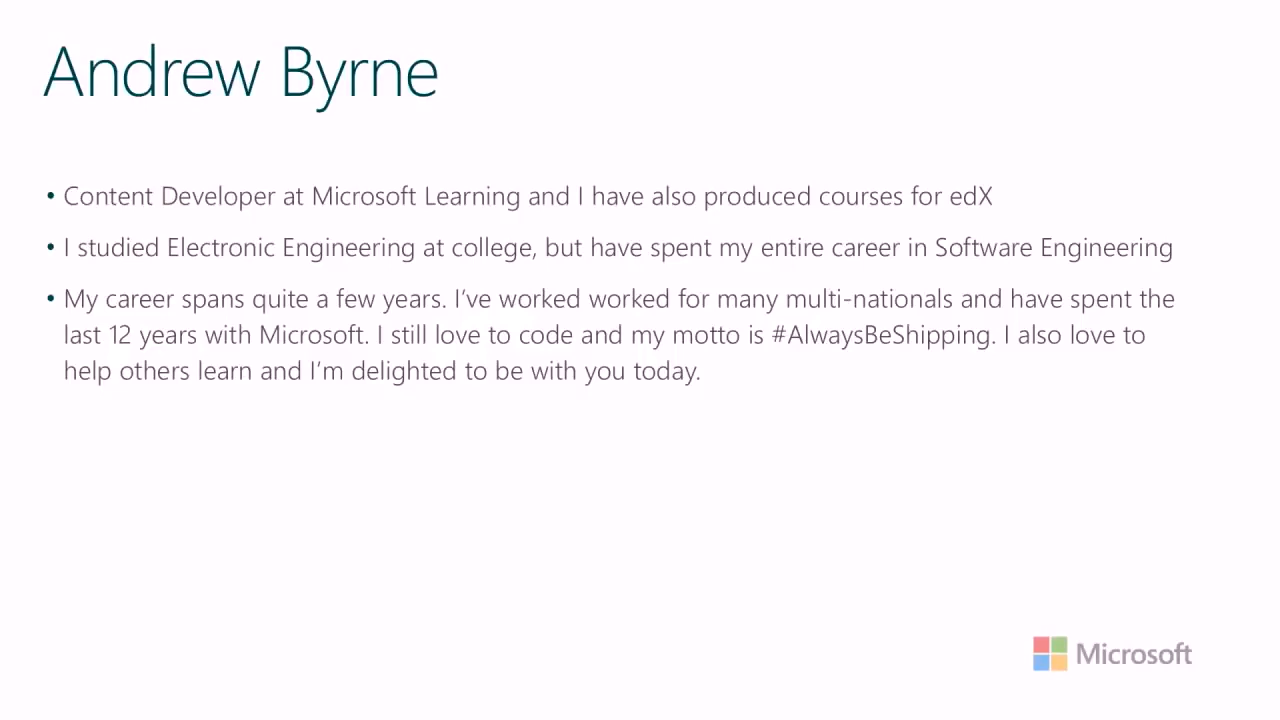 Andrew Byrne
• Content Developer at Microsoft Learning and I have also produced courses for edX
• I studied Electronic Engineering at college, but have spent my entire career in Software Engineering
• My career spans quite a few years. I've worked worked for many multi-nationals and have spent the
last 12 years with Microsoft. I still love to code and my motto is #AlwaysBeShipping. I also love to
help others learn and I'm delighted to be with you today.
Microsoft